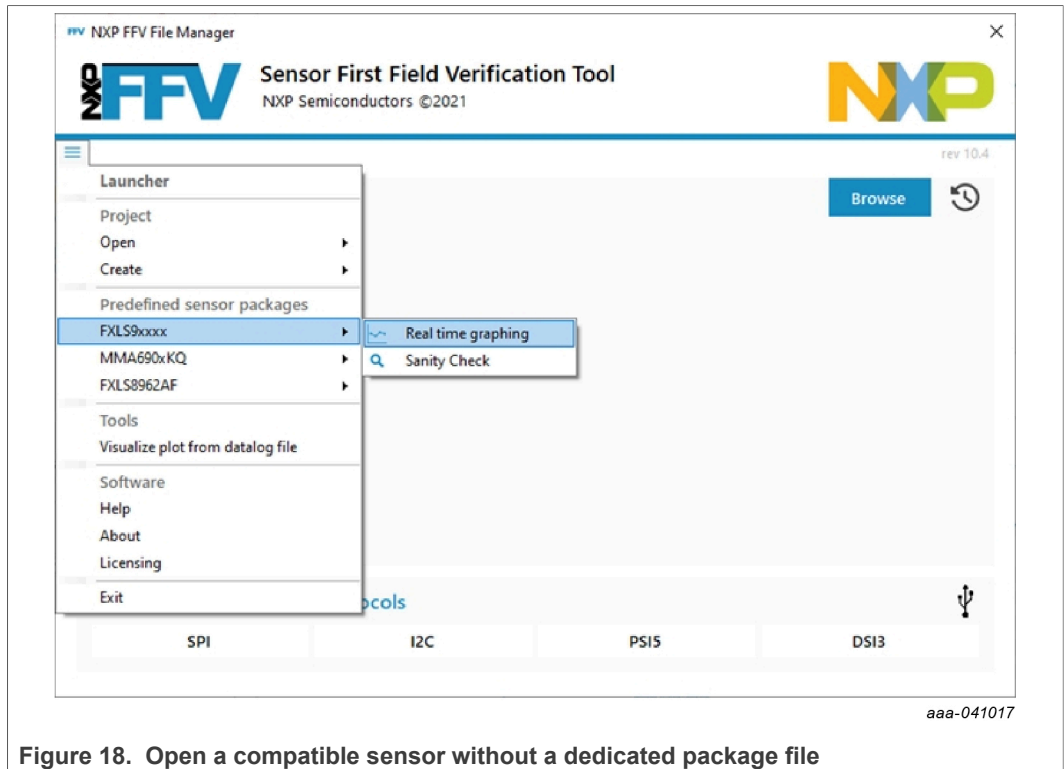 FFV NXP FFV File Manager
NXP FFV
Sensor First Field Verification Tool
NXP Semiconductors ©2021
NXP
rev 10.4
Launcher
Browse
Project
Open
Create
Predefined sensor packages
FXLS9xxxx
Real time graphing
MMA690xKQ
Sanity Check
FXLS8962AF
Tools
Visualize plot from datalog file
Software
Help
About
Licensing
Exit
ocols
SPI I2C PSI5 DSI3
aaa-041017
Figure 18. Open a compatible sensor without a dedicated package file